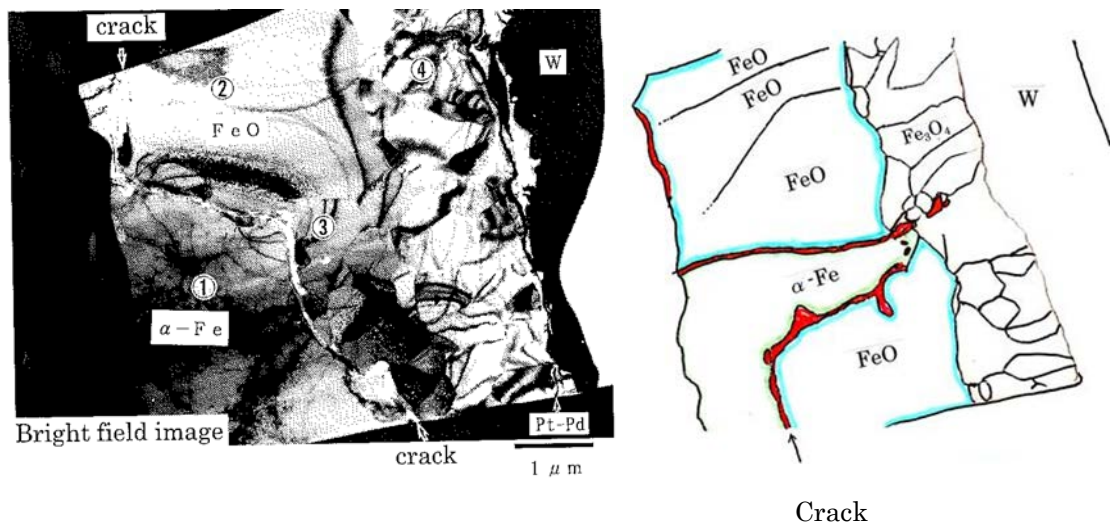 crack
②
FeO
④
W
③
①
α-Fe
Bright field image
Pt-Pd
crack
1 μm
FeO
FeO
FeO
Fe₃O₄
W
α-Fe
FeO
Crack